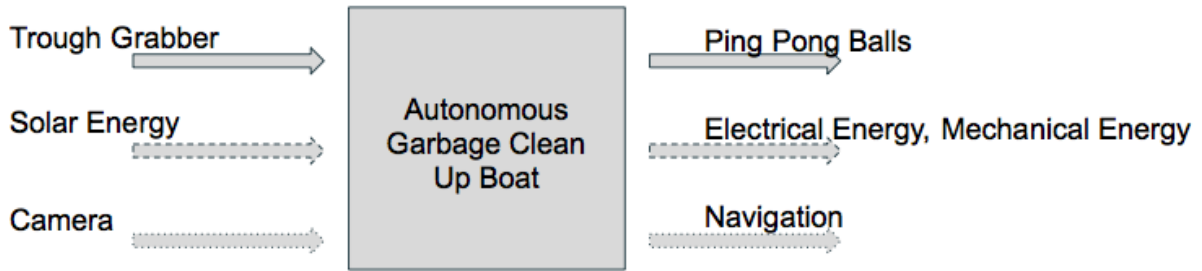 Trough Grabber
Solar Energy
Camera
Autonomous
Garbage Clean
Up Boat
Ping Pong Balls
Electrical Energy, Mechanical Energy
Navigation